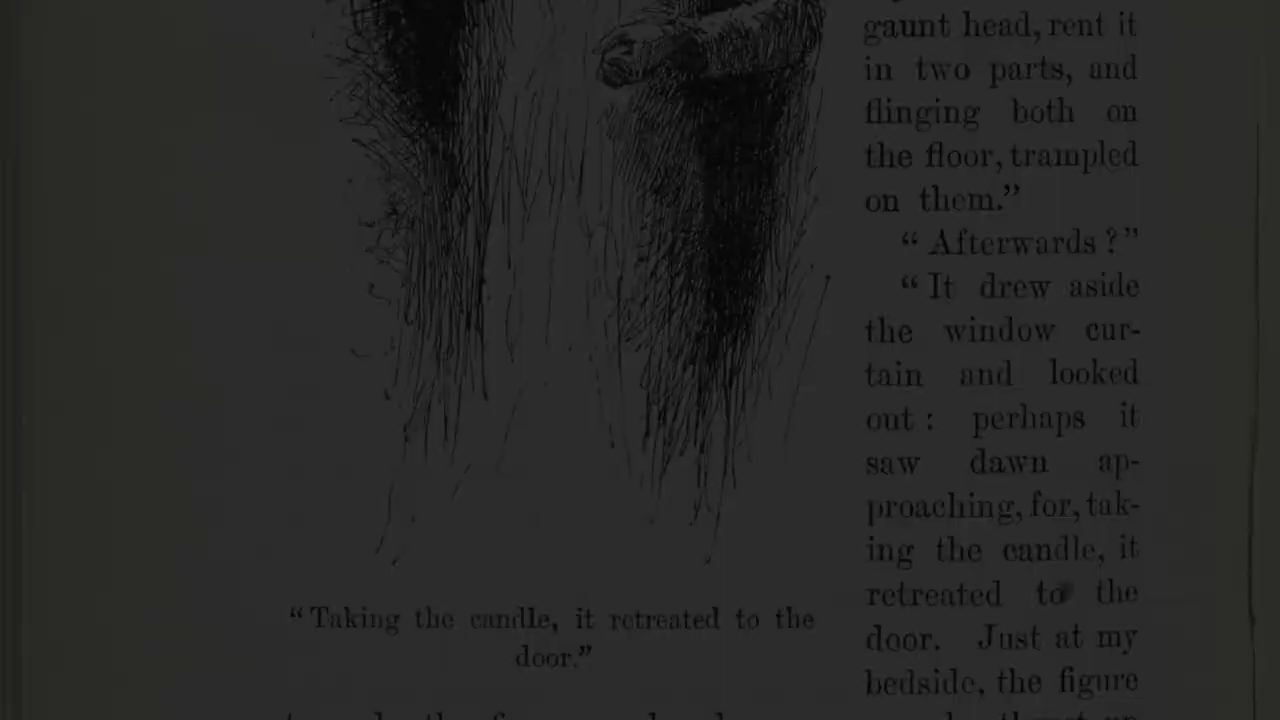 gaunt head, rent it
in two parts, and
flinging both on
the floor, trampled
on them.”
“ Afterwards ?”
“ It drew aside
the window cur-
tain and looked
out : perhaps it
saw dawn ap-
proaching, for, tak-
ing the candle, it
retreated to the
door. Just at my
bedside, the figure
“ Taking the candle, it retreated to the
door.”